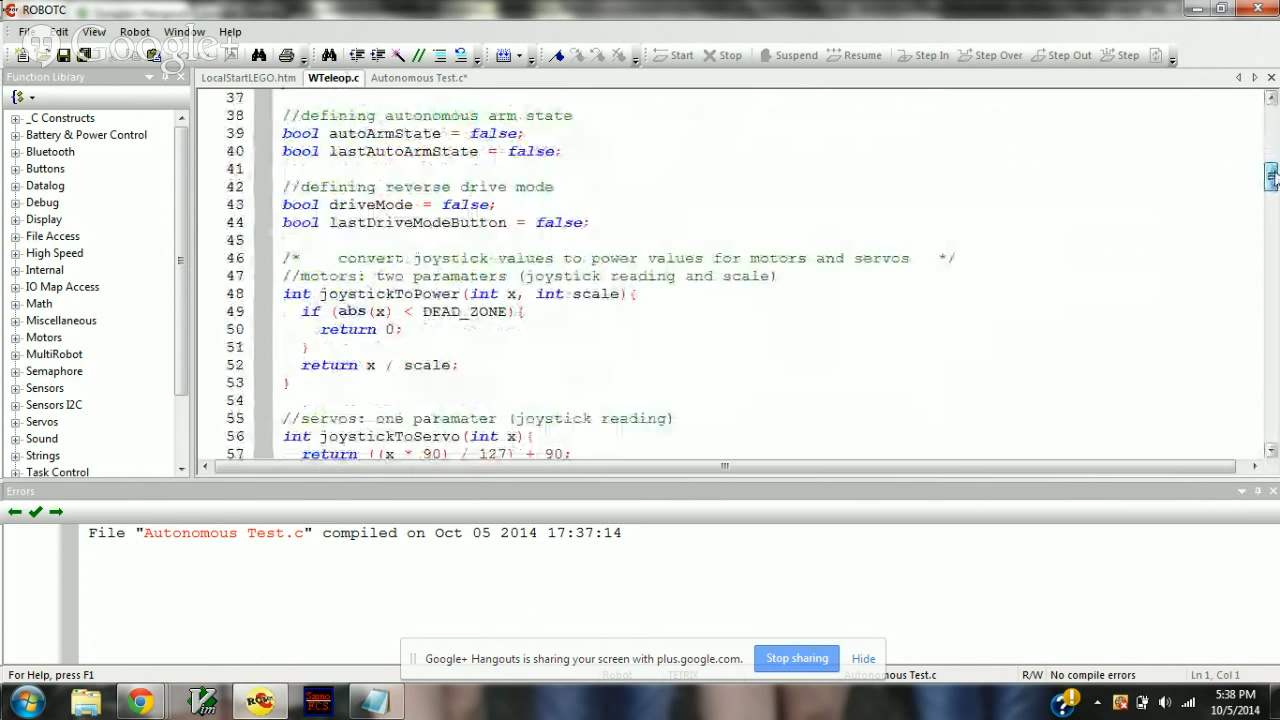 ROBOTC
File Edit View Robot Window Help
Google+
Start Stop Suspend Resume Step In Step Over Step Out Step
Function Library
LocalStartLEGO.htm WTeleop.c Autonomous Test.c*
_C Constructs
Battery & Power Control
Bluetooth
Buttons
Datalog
Debug
Display
File Access
High Speed
Internal
IO Map Access
Math
Miscellaneous
Motors
MultiRobot
Semaphore
Sensors
Sensors I2C
Servos
Sound
Strings
Task Control
37
38 //defining autonomous arm state
39 bool autoArmState = false;
40 bool lastAutoArmState = false;
41
42 //defining reverse drive mode
43 bool driveMode = false;
44 bool lastDriveModeButton = false;
45
46 /* convert joystick values to power values for motors and servos */
47 //motors: two paramaters (joystick reading and scale)
48 int joystickToPower(int x, int scale){
49 if (abs(x) < DEAD_ZONE){
50 return 0;
51 }
52 return x / scale;
53 }
54
55 //servos: one paramater (joystick reading)
56 int joystickToServo(int x){
57 return ((x * 90) / 127) + 90;
Errors
File "Autonomous Test.c" compiled on Oct 05 2014 17:37:14
Google+ Hangouts is sharing your screen with plus.google.com. Stop sharing Hide
For Help, press F1 Robot TETRIX Autonomous Test.c R/W No compile errors Ln 1, Col 1
Samo
FCS
5:38 PM
10/5/2014